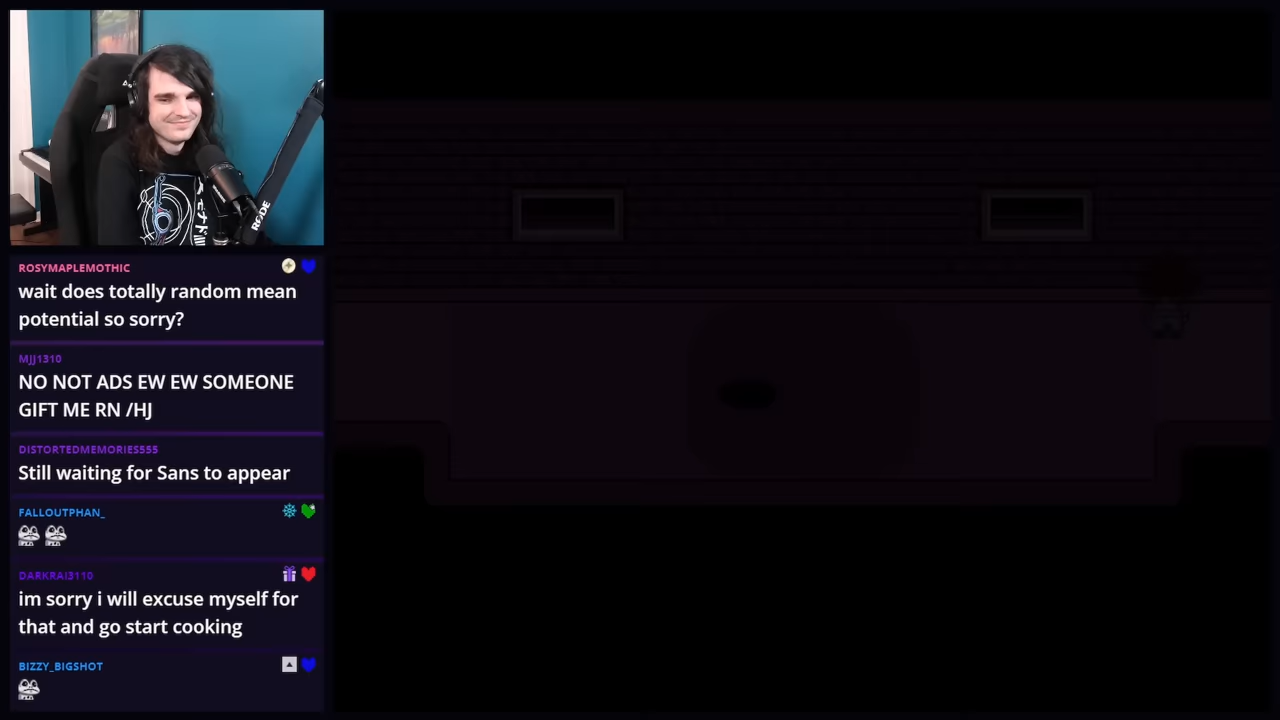 RODE
ROSYMAPLEMOTHIC
wait does totally random mean
potential so sorry?
MJJ1310
NO NOT ADS EW EW SOMEONE
GIFT ME RN /HJ
DISTORTEDMEMORIES555
Still waiting for Sans to appear
FALLOUTPHAN_
DARKRAI3110
im sorry i will excuse myself for
that and go start cooking
BIZZY_BIGSHOT